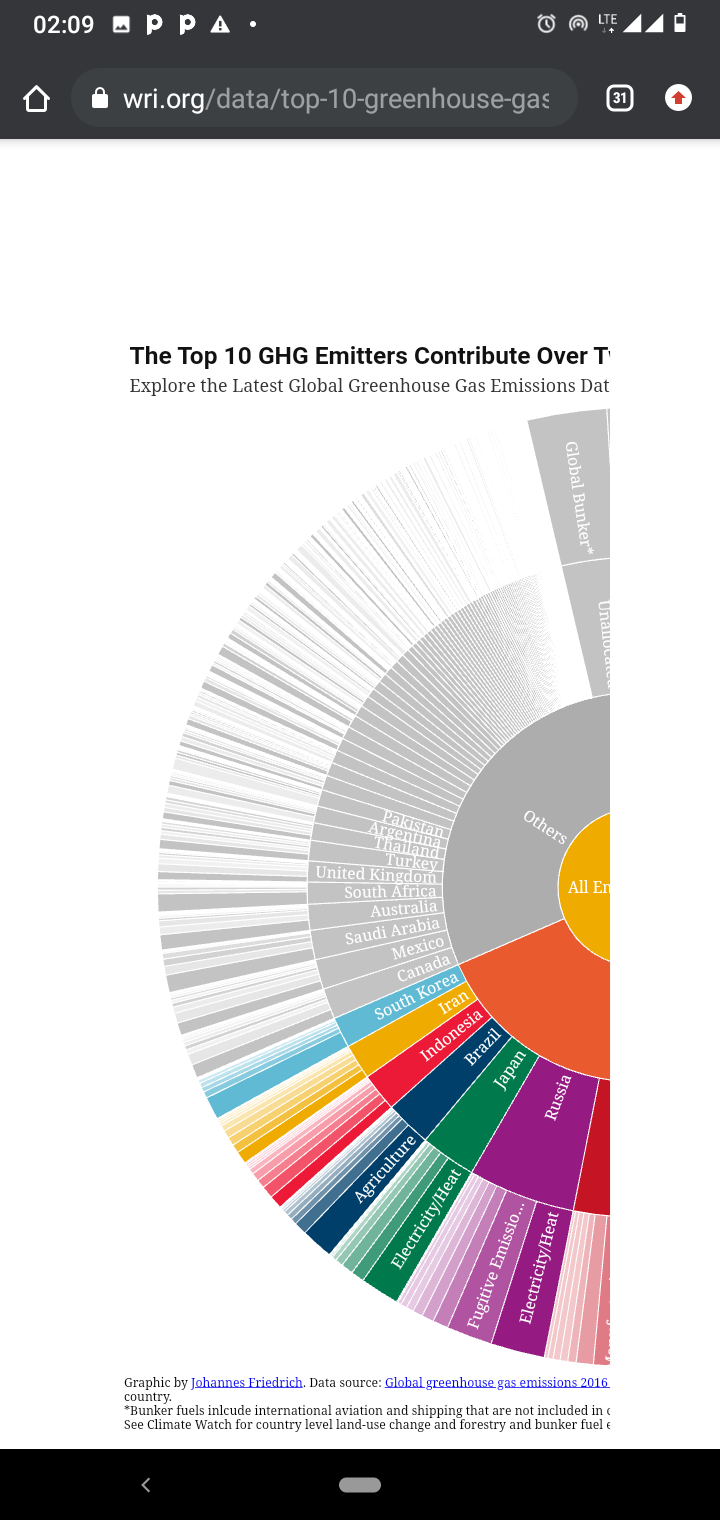 02:09
LTE
wri.org/data/top-10-greenhouse-gas
31
The Top 10 GHG Emitters Contribute Over Tw
Explore the Latest Global Greenhouse Gas Emissions Dat
Global Bunker*
Unallocated
Others
All Em
Pakistan
Argentina
Thailand
Turkey
United Kingdom
South Africa
Australia
Saudi Arabia
Mexico
Canada
South Korea
Iran
Indonesia
Brazil
Japan
Russia
Agriculture
Electricity/Heat
Fugitive Emissio...
Electricity/Heat
Graphic by Johannes Friedrich. Data source: Global greenhouse gas emissions 2016
country.
*Bunker fuels inlcude international aviation and shipping that are not included in c
See Climate Watch for country level land-use change and forestry and bunker fuel e